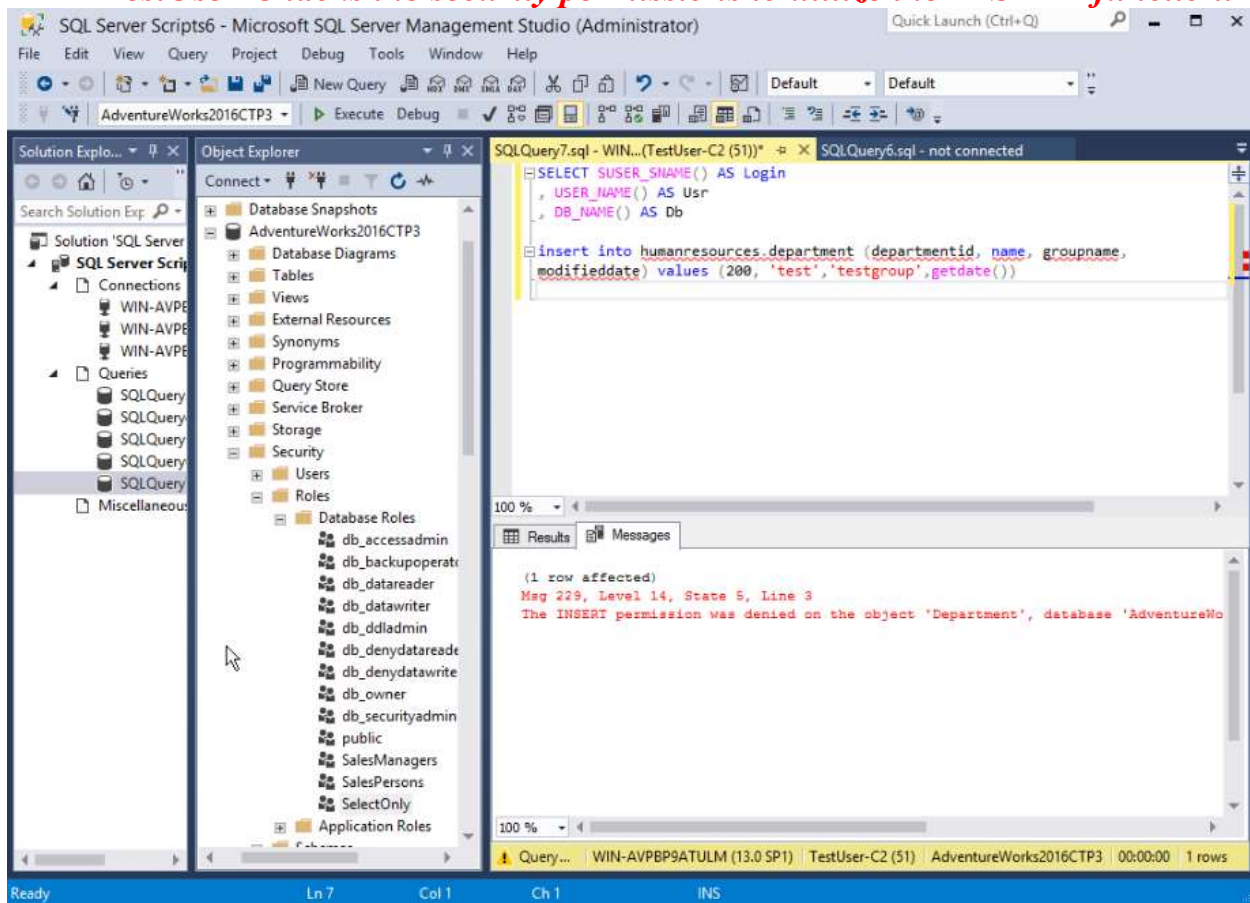 SQL Server Scripts6 - Microsoft SQL Server Management Studio (Administrator)
Quick Launch (Ctrl+Q)
File Edit View Query Project Debug Tools Window Help
New Query
Default
Default
AdventureWorks2016CTP3
Execute Debug
Solution Explo...
Search Solution Exp
Solution 'SQL Server
SQL Server Scrip
Connections
WIN-AVPE
WIN-AVPE
WIN-AVPE
Queries
SQLQuery
SQLQuery
SQLQuery
SQLQuery
SQLQuery
Miscellaneou
Object Explorer
Connect
Database Snapshots
AdventureWorks2016CTP3
Database Diagrams
Tables
Views
External Resources
Synonyms
Programmability
Query Store
Service Broker
Storage
Security
Users
Roles
Database Roles
db_accessadmin
db_backupoperato
db_datareader
db_datawriter
db_ddladmin
db_denydatareade
db_denydatawrite
db_owner
db_securityadmin
public
SalesManagers
SalesPersons
SelectOnly
Application Roles
SQLQuery7.sql - WIN...(TestUser-C2 (51))*
SQLQuery6.sql - not connected
SELECT SUSER_SNAME() AS Login
, USER_NAME() AS Usr
, DB_NAME() AS Db
insert into humanresources.department (departmentid, name, groupname,
modifieddate) values (200, 'test','testgroup',getdate())
100 %
Results Messages
(1 row affected)
Msg 229, Level 14, State 5, Line 3
The INSERT permission was denied on the object 'Department', database 'AdventureWo
100 %
Query... WIN-AVPBP9ATULM (13.0 SP1) TestUser-C2 (51) AdventureWorks2016CTP3 00:00:00 1 rows
Ready Ln 7 Col 1 Ch 1 INS